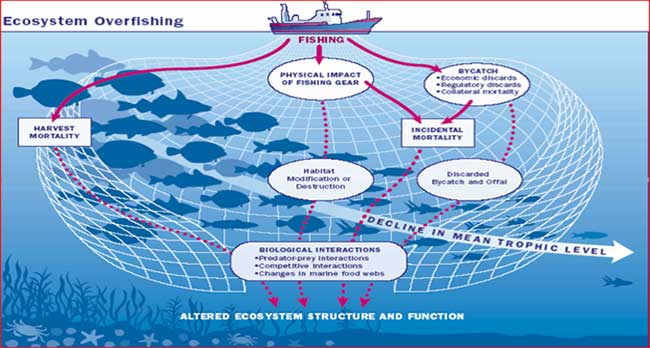 Ecosystem Overfishing
FISHING
PHYSICAL IMPACT
OF FISHING GEAR
BYCATCH
•Economic discards
•Regulatory discards
•Collateral mortality
HARVEST
MORTALITY
INCIDENTAL
MORTALITY
Habitat
Modification or
Destruction
Discarded
Bycatch and Offal
DECLINE IN MEAN TROPHIC LEVEL
BIOLOGICAL INTERACTIONS
•Predator-prey interactions
•Competitive interactions
•Changes in marine food webs
ALTERED ECOSYSTEM STRUCTURE AND FUNCTION